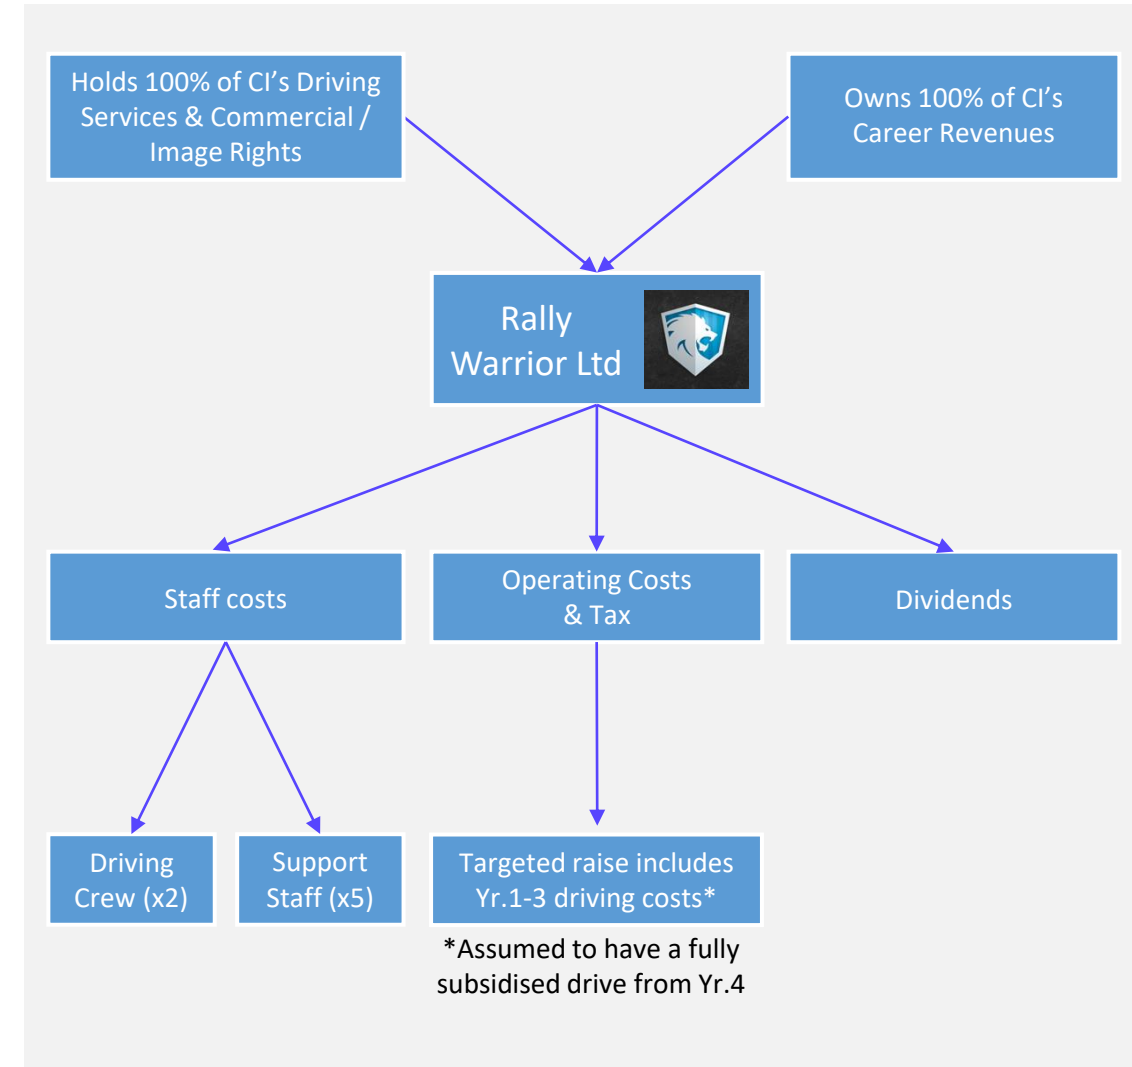 Holds 100% of CI’s Driving
Services & Commercial /
Image Rights
Owns 100% of CI’s
Career Revenues
Rally
Warrior Ltd
Staff costs
Operating Costs
& Tax
Dividends
Driving
Crew (x2)
Support
Staff (x5)
Targeted raise includes
Yr.1-3 driving costs*
*Assumed to have a fully
subsidised drive from Yr.4